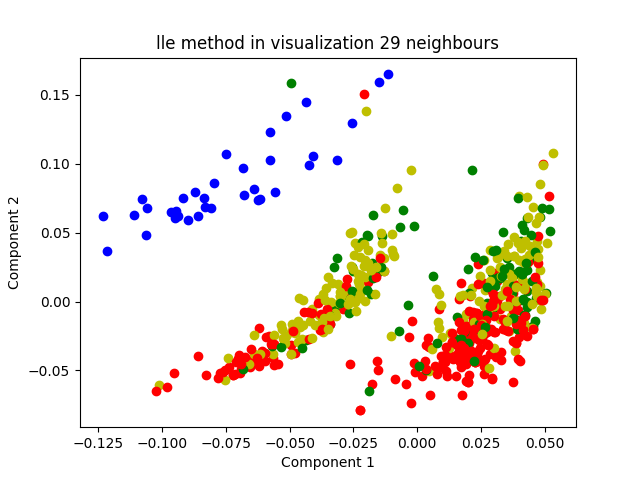 lle method in visualization 29 neighbours
Component 2
0.15
0.10
0.05
0.00
−0.05
−0.125 −0.100 −0.075 −0.050 −0.025 0.000 0.025 0.050
Component 1